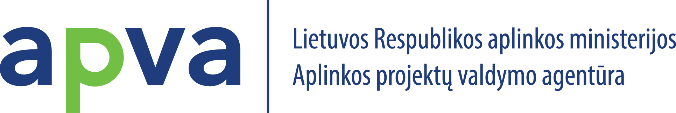 apva
Lietuvos Respublikos aplinkos ministerijos
Aplinkos projektų valdymo agentūra